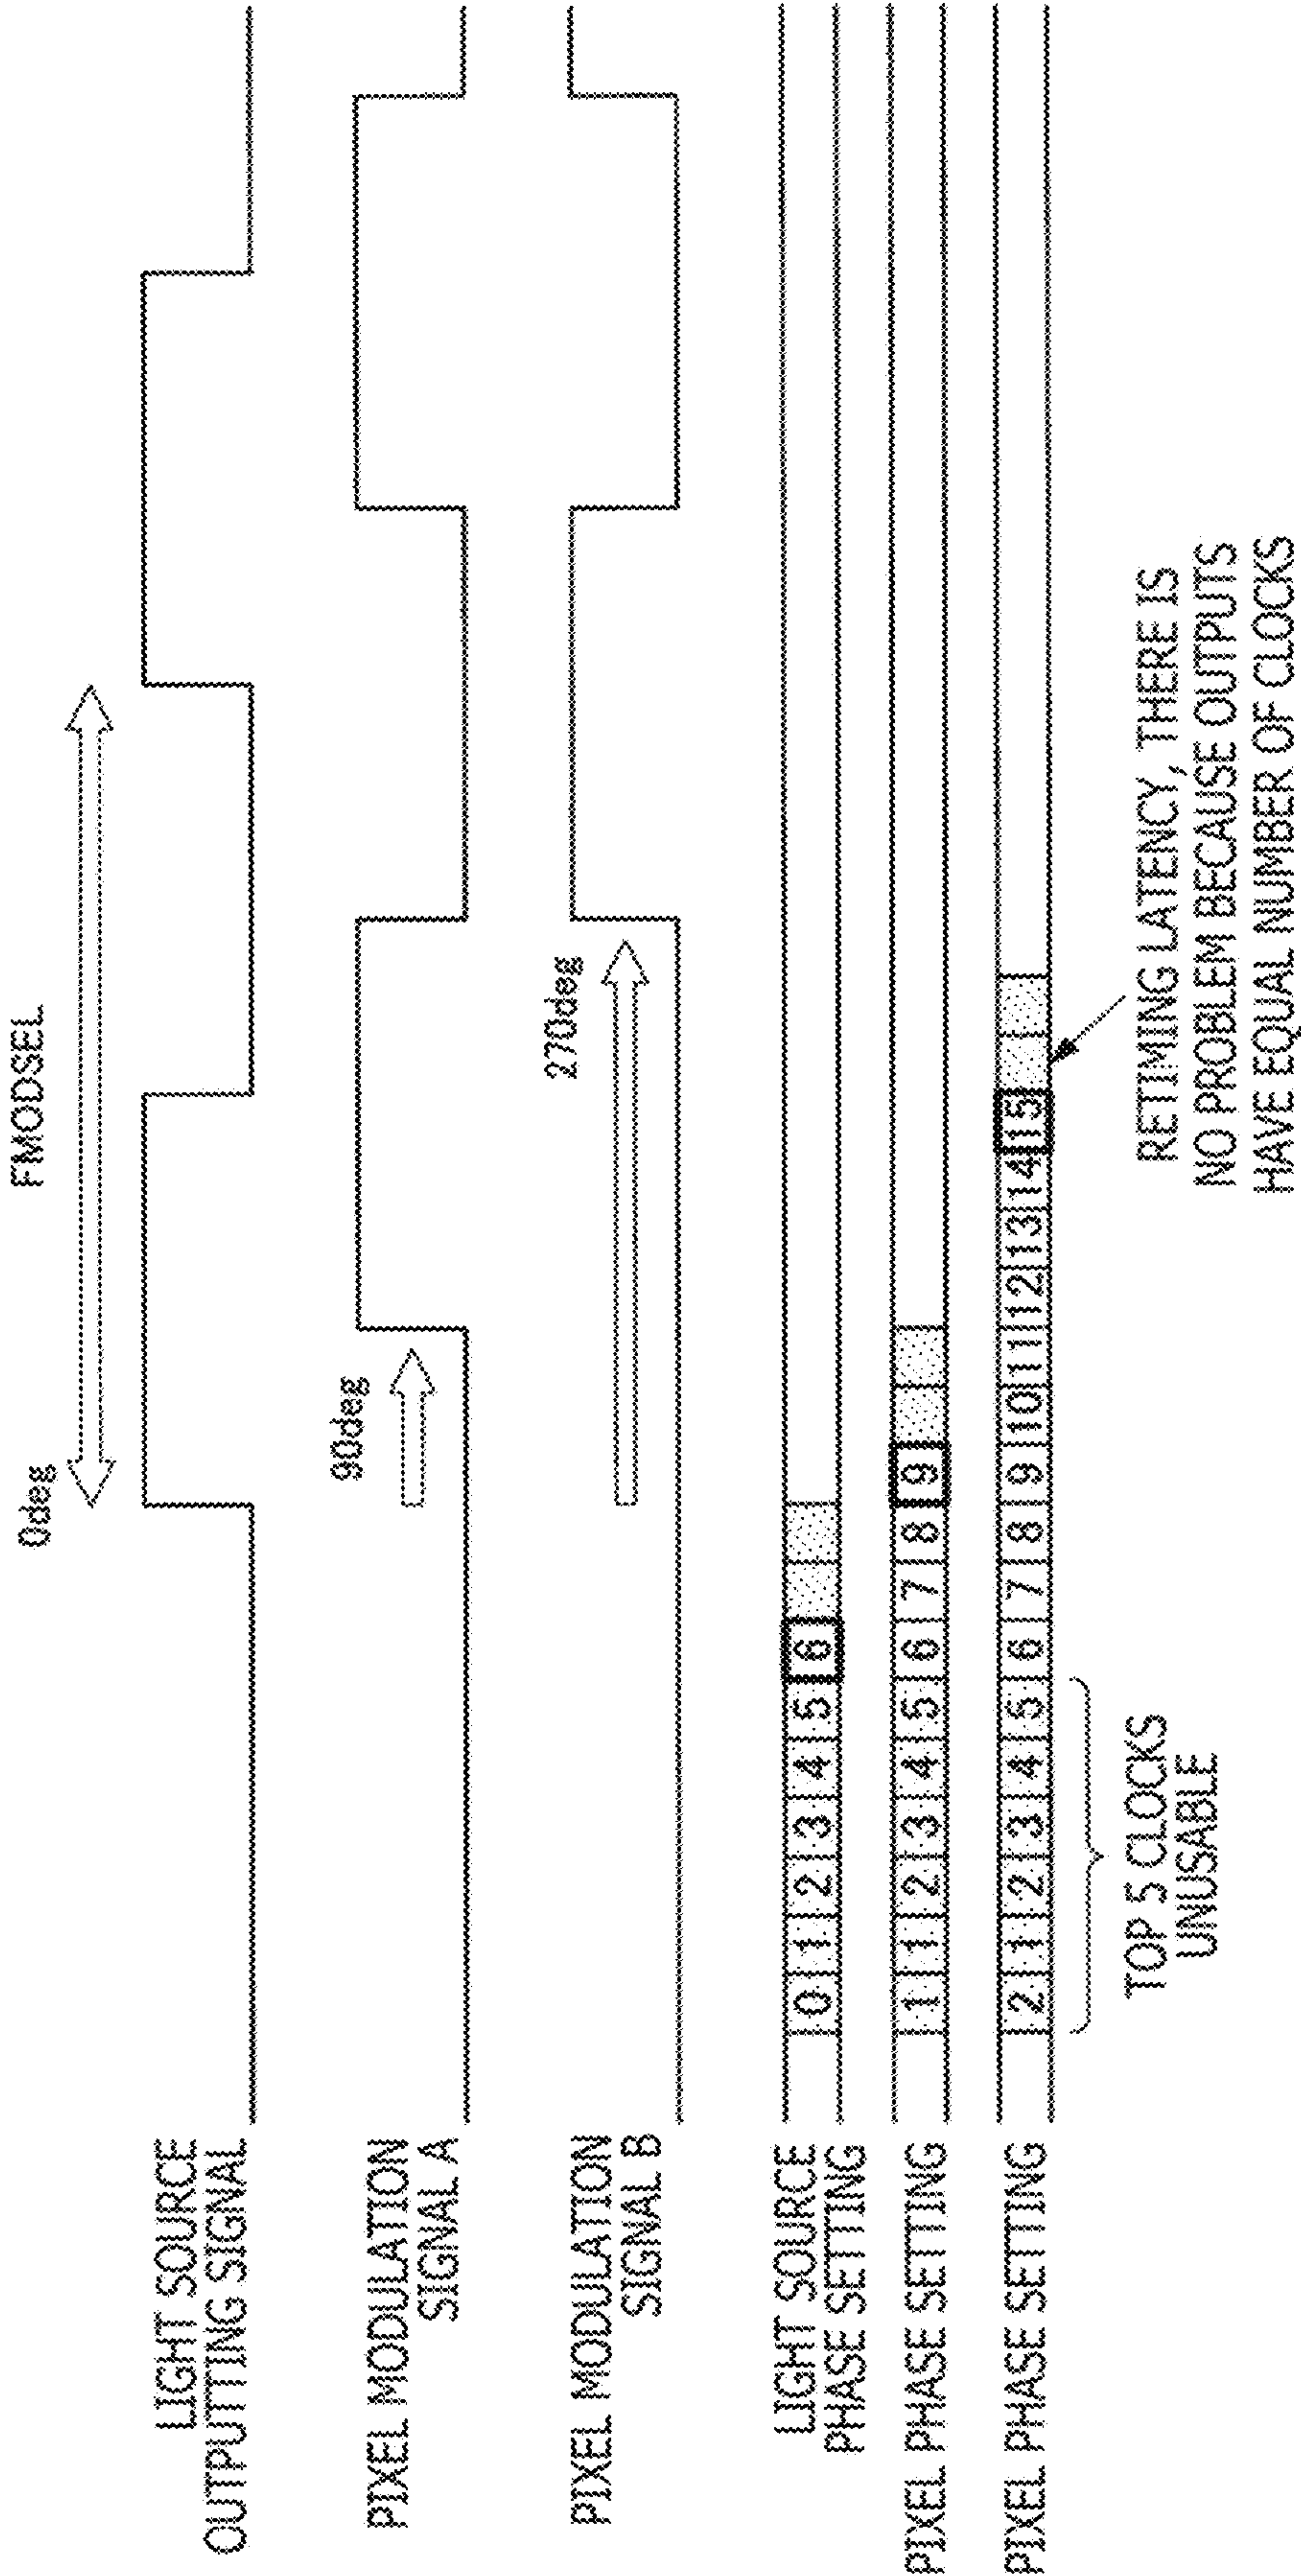 FMODSEL
0deg
LIGHT SOURCE
OUTPUTTING SIGNAL
90deg
PIXEL MODULATION
SIGNAL A
270deg
PIXEL MODULATION
SIGNAL B
LIGHT SOURCE
PHASE SETTING
0 1 2 3 4 5 6
PIXEL PHASE SETTING
1 1 2 3 4 5 6 7 8 9
PIXEL PHASE SETTING
2 1 2 3 4 5 6 7 8 9 10 11 12 13 14 15
TOP 5 CLOCKS
UNUSABLE
RETIMING LATENCY, THERE IS
NO PROBLEM BECAUSE OUTPUTS
HAVE EQUAL NUMBER OF CLOCKS